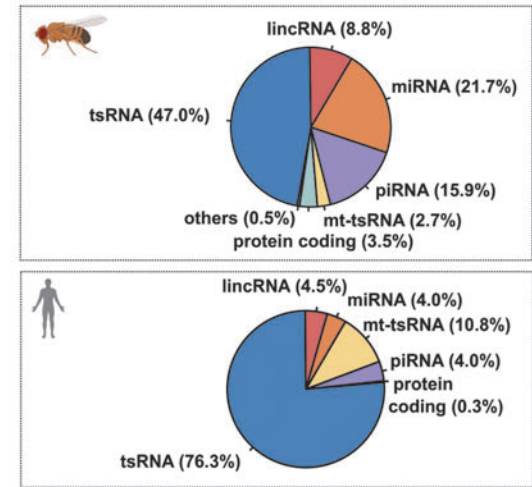 lincRNA (8.8%)
miRNA (21.7%)
tsRNA (47.0%)
piRNA (15.9%)
others (0.5%)
mt-tsRNA (2.7%)
protein coding (3.5%)
lincRNA (4.5%)
miRNA (4.0%)
mt-tsRNA (10.8%)
piRNA (4.0%)
protein
coding (0.3%)
tsRNA (76.3%)